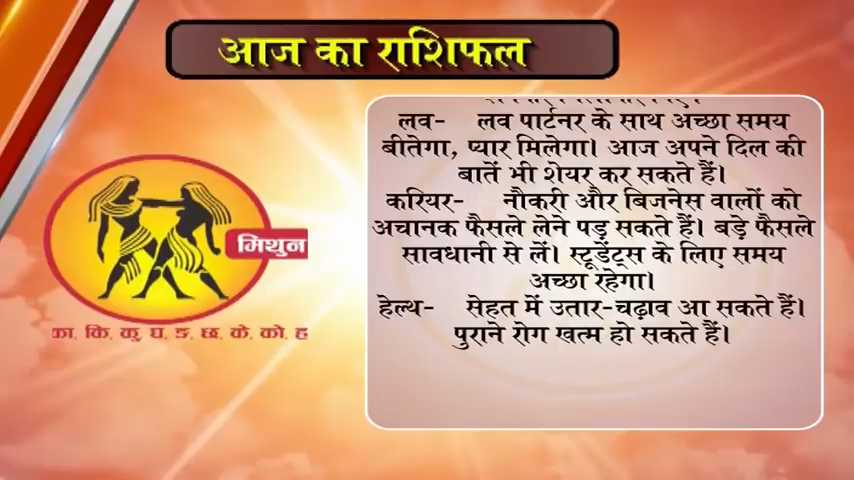 आज का राशिफल
लव- लव पार्टनर के साथ अच्छा समय
बीतेगा, प्यार मिलेगा। आज अपने दिल की
बातें भी शेयर कर सकते हैं।
करियर- नौकरी और बिजनेस वालों को
अचानक फैसले लेने पड़ सकते हैं। बड़े फैसले
सावधानी से लें। स्टूडेंट्स के लिए समय
अच्छा रहेगा।
हेल्थ- सेहत में उतार-चढ़ाव आ सकते हैं।
पुराने रोग खत्म हो सकते हैं।
मिथुन
का, कि, कु, घ, ङ, छ, के, को, ह